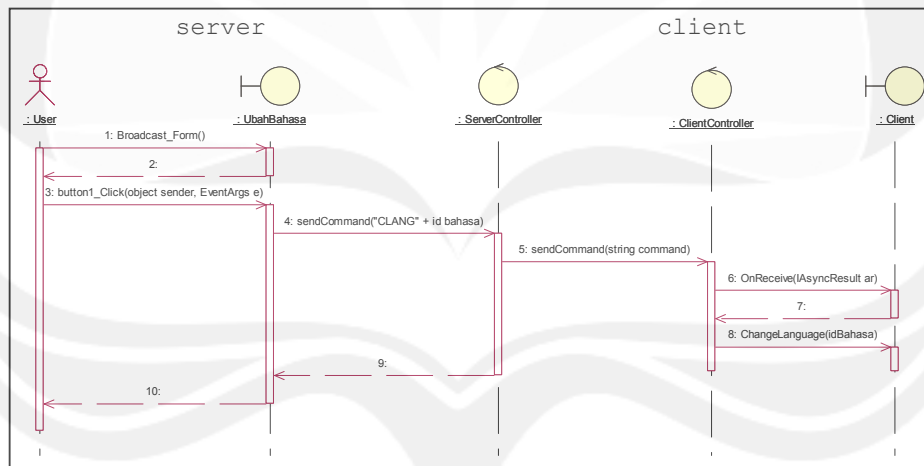 server
client
: User
: UbahBahasa
: ServerController
: ClientController
: Client
1: Broadcast_Form()
2:
3: button1_Click(object sender, EventArgs e)
4: sendCommand("CLANG" + id bahasa)
5: sendCommand(string command)
6: OnReceive(IAsyncResult ar)
7:
8: ChangeLanguage(idBahasa)
9:
10: